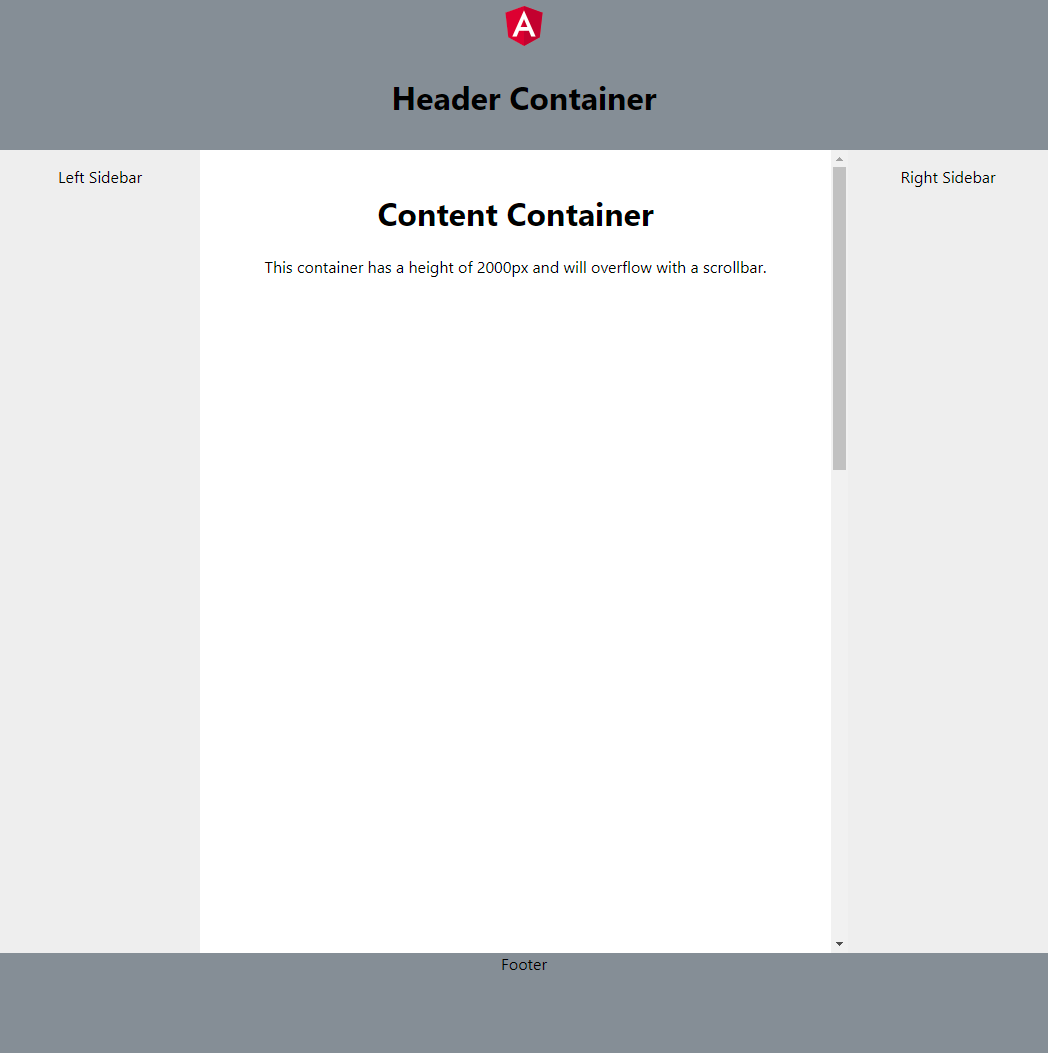 A
Header Container
Left Sidebar
Content Container
This container has a height of 2000px and will overflow with a scrollbar.
Right Sidebar
Footer